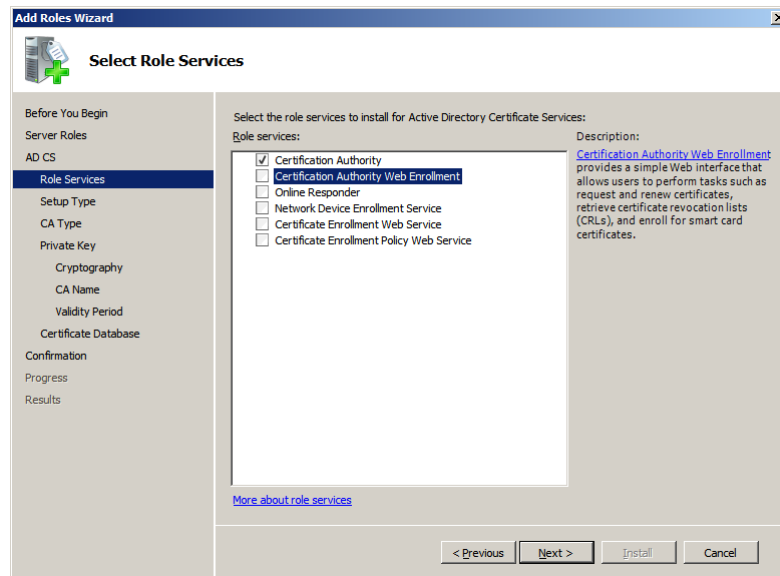 Add Roles Wizard
Select Role Services
Before You Begin
Server Roles
AD CS
Role Services
Setup Type
CA Type
Private Key
Cryptography
CA Name
Validity Period
Certificate Database
Confirmation
Progress
Results
Select the role services to install for Active Directory Certificate Services:
Role services:
Certification Authority
Certification Authority Web Enrollment
Online Responder
Network Device Enrollment Service
Certificate Enrollment Web Service
Certificate Enrollment Policy Web Service
More about role services
Description:
Certification Authority Web Enrollment
provides a simple Web interface that
allows users to perform tasks such as
request and renew certificates,
retrieve certificate revocation lists
(CRLs), and enroll for smart card
certificates.
< Previous
Next >
Install
Cancel